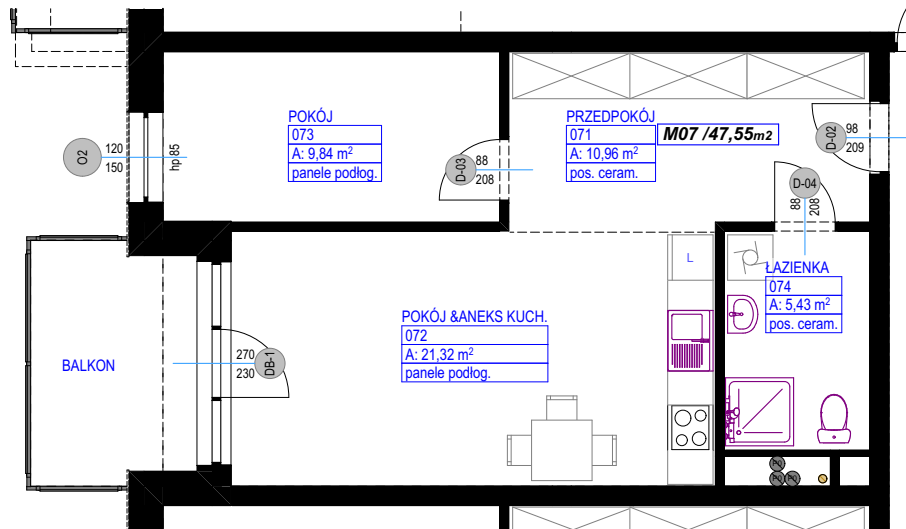 POKÓJ
073
A: 9,84 m²
panele podłog.
PRZEDPOKÓJ
071
A: 10,96 m²
pos. ceram.
M07 /47,55m2
O2
120
150
hp 85
D-03
88
208
D-02
98
209
D-04
88
208
ŁAZIENKA
074
A: 5,43 m²
pos. ceram.
L
POKÓJ &ANEKS KUCH.
072
A: 21,32 m²
panele podłog.
BALKON
270
230
DB-1